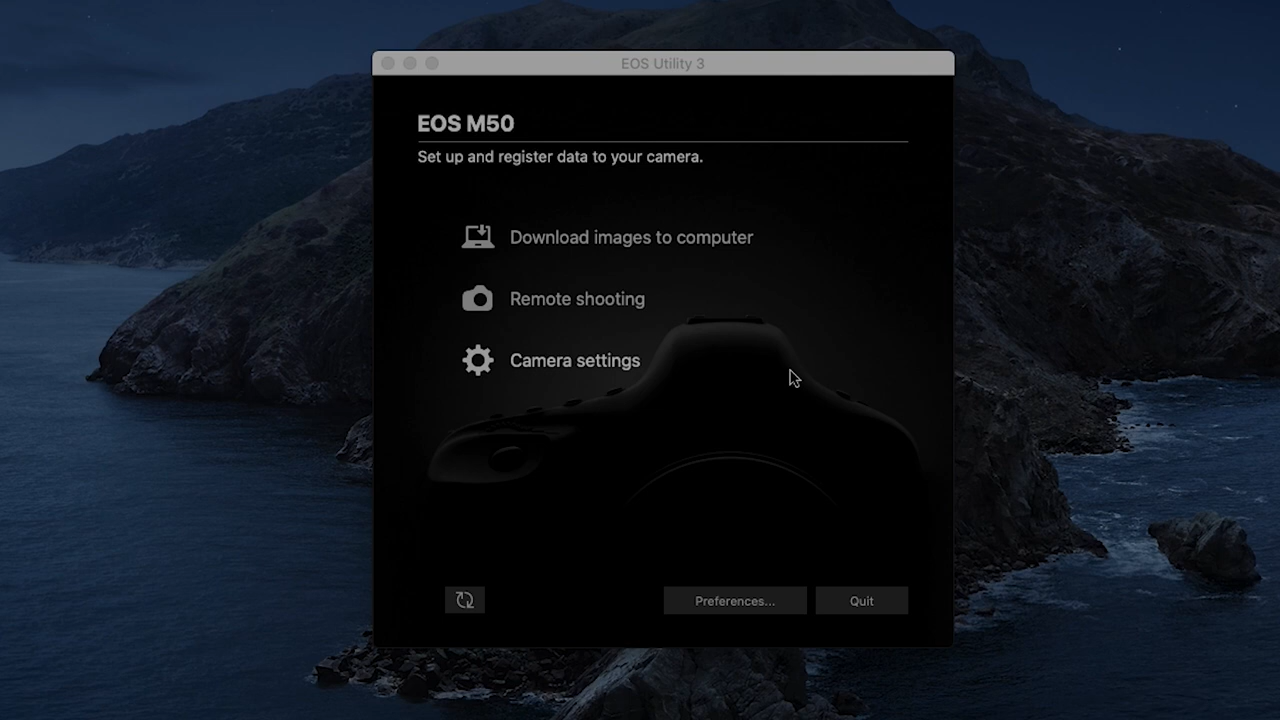 EOS Utility 3
EOS M50
Set up and register data to your camera.
Download images to computer
Remote shooting
Camera settings
Preferences...
Quit